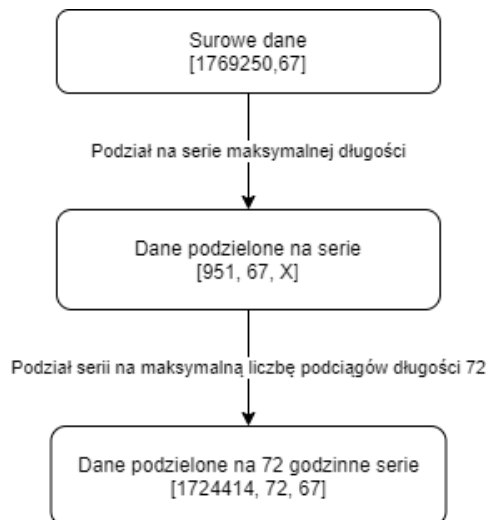 Surowe dane
[1769250,67]
Podział na serie maksymalnej długości
Dane podzielone na serie
[951, 67, X]
Podział serii na maksymalną liczbę podciągów długości 72
Dane podzielone na 72 godzinne serie
[1724414, 72, 67]